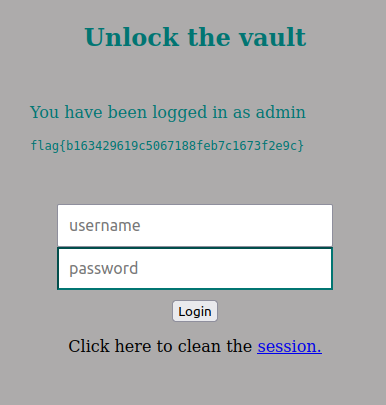 Unlock the vault
You have been logged in as admin
flag{b163429619c5067188feb7c1673f2e9c}
username
password
Login
Click here to clean the session.